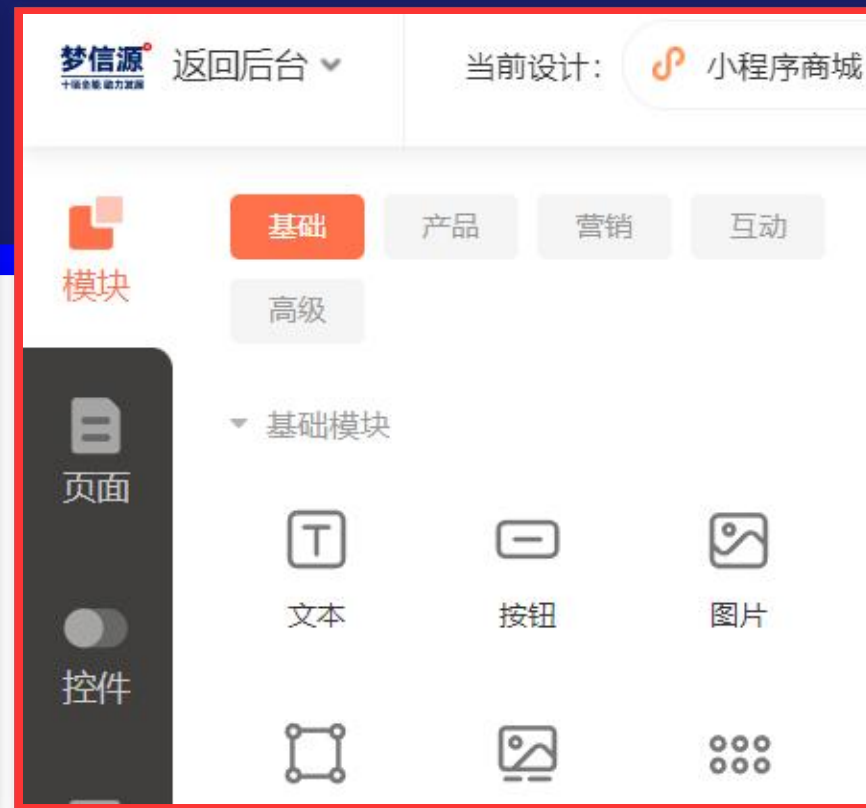 梦信源
返回后台
当前设计：
小程序商城
模块
基础
产品
营销
互动
高级
基础模块
页面
文本
按钮
图片
控件